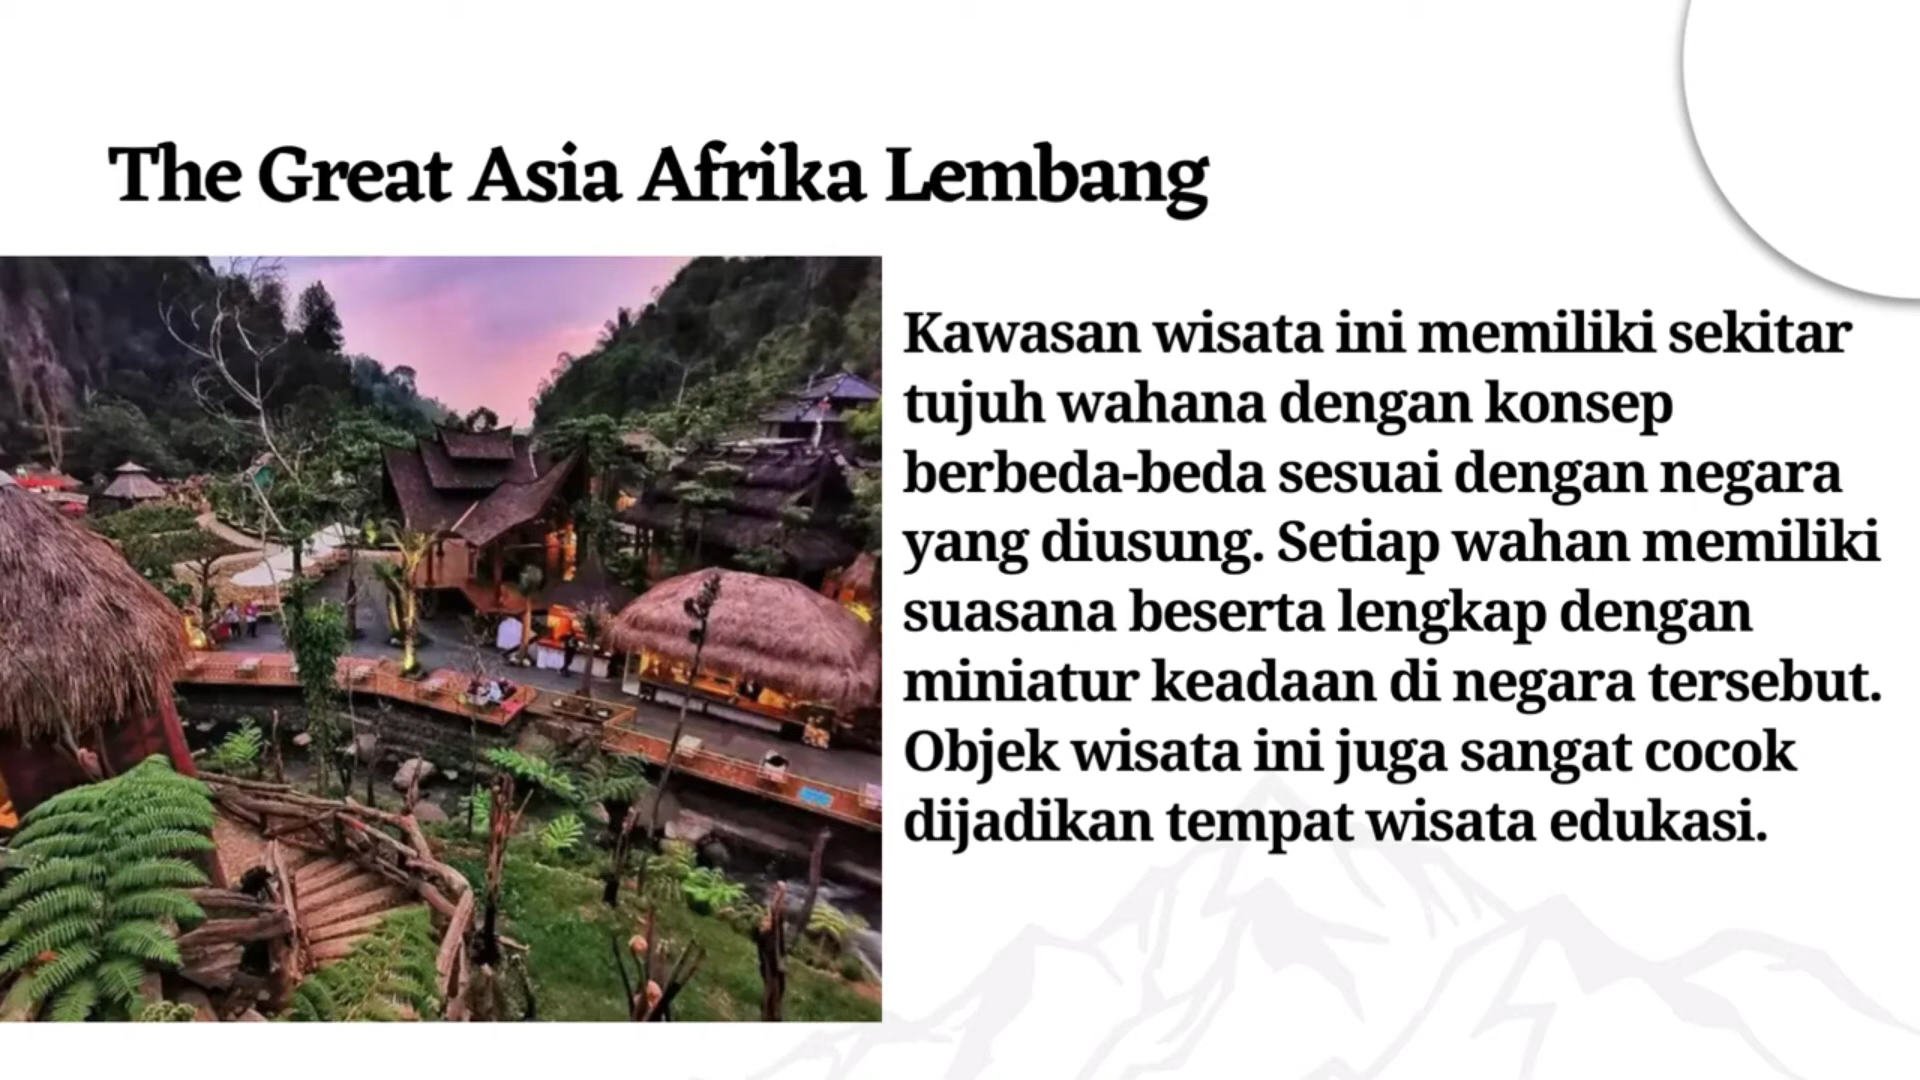 The Great Asia Afrika Lembang
Kawasan wisata ini memiliki sekitar
tujuh wahana dengan konsep
berbeda-beda sesuai dengan negara
yang diusung. Setiap wahan memiliki
suasana beserta lengkap dengan
miniatur keadaan di negara tersebut.
Objek wisata ini juga sangat cocok
dijadikan tempat wisata edukasi.